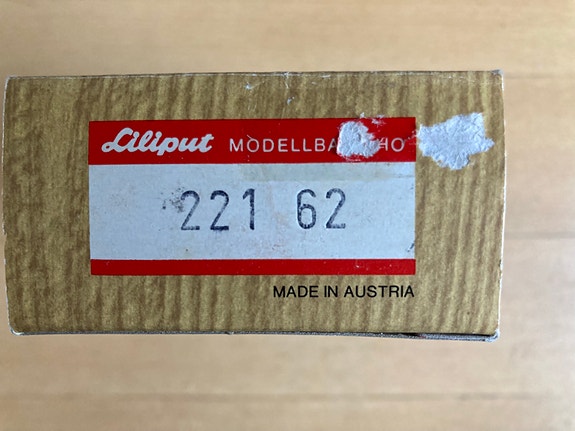 Liliput MODELLBA HO
221 62
MADE IN AUSTRIA